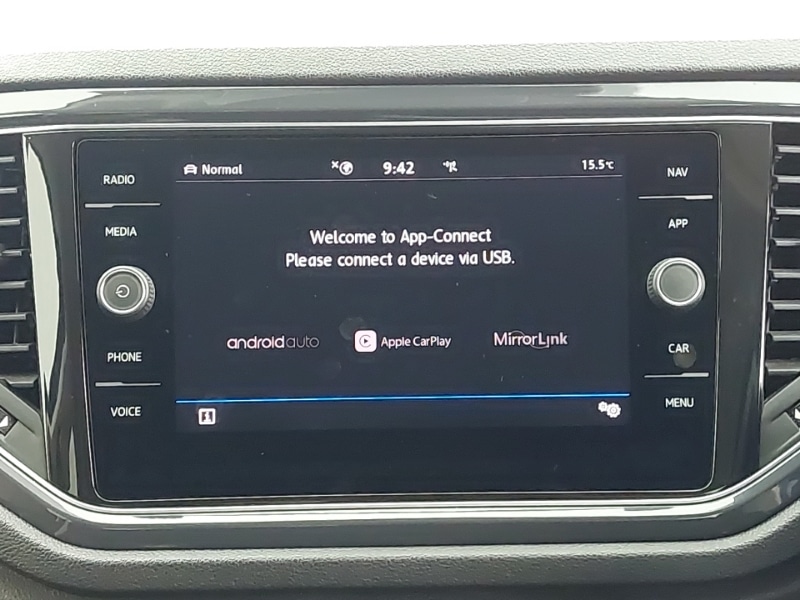 RADIO
MEDIA
PHONE
VOICE
Normal 9:42 15.5°C
Welcome to App-Connect
Please connect a device via USB.
androidauto Apple CarPlay MirrorLink
NAV
APP
CAR
MENU